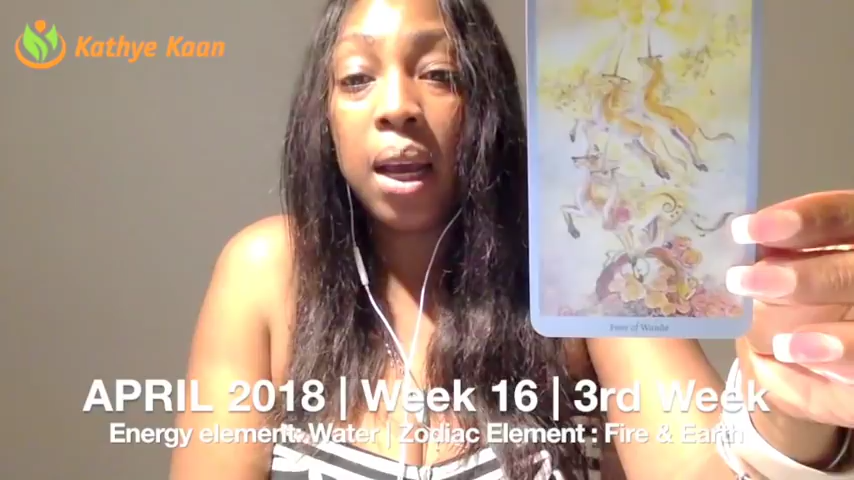 Kathye Kaan
Four of Wands
APRIL 2018 | Week 16 | 3rd Week
Energy element: Water | Zodiac Element : Fire & Earth